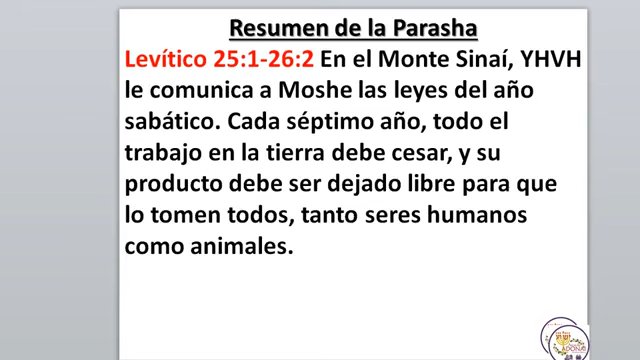 Resumen de la Parasha
Levítico 25:1-26:2 En el Monte Sinaí, YHVH
le comunica a Moshe las leyes del año
sabático. Cada séptimo año, todo el
trabajo en la tierra debe cesar, y su
producto debe ser dejado libre para que
lo tomen todos, tanto seres humanos
como animales.